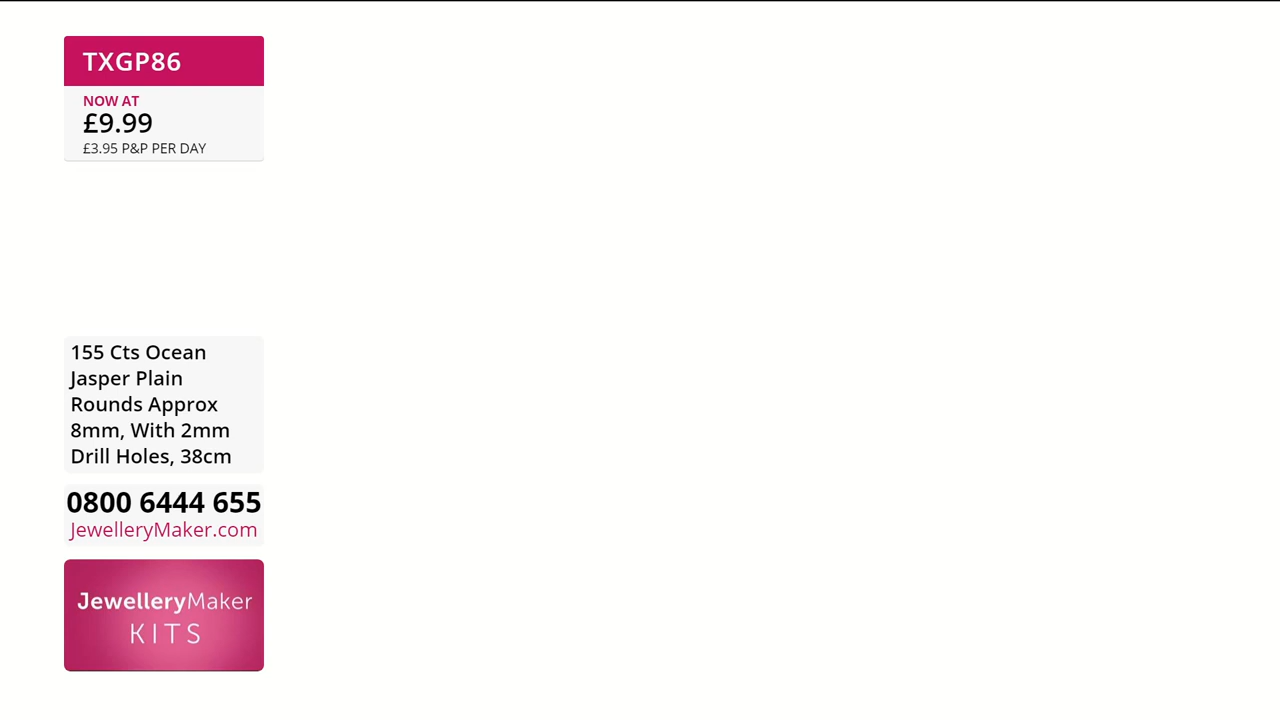 TXGP86
NOW AT
£9.99
£3.95 P&P PER DAY
155 Cts Ocean
Jasper Plain
Rounds Approx
8mm, With 2mm
Drill Holes, 38cm
0800 6444 655
JewelleryMaker.com
JewelleryMaker
KITS